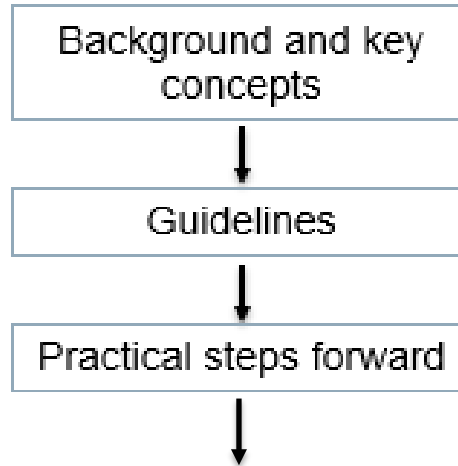 Background and key
concepts
Guidelines
Practical steps forward